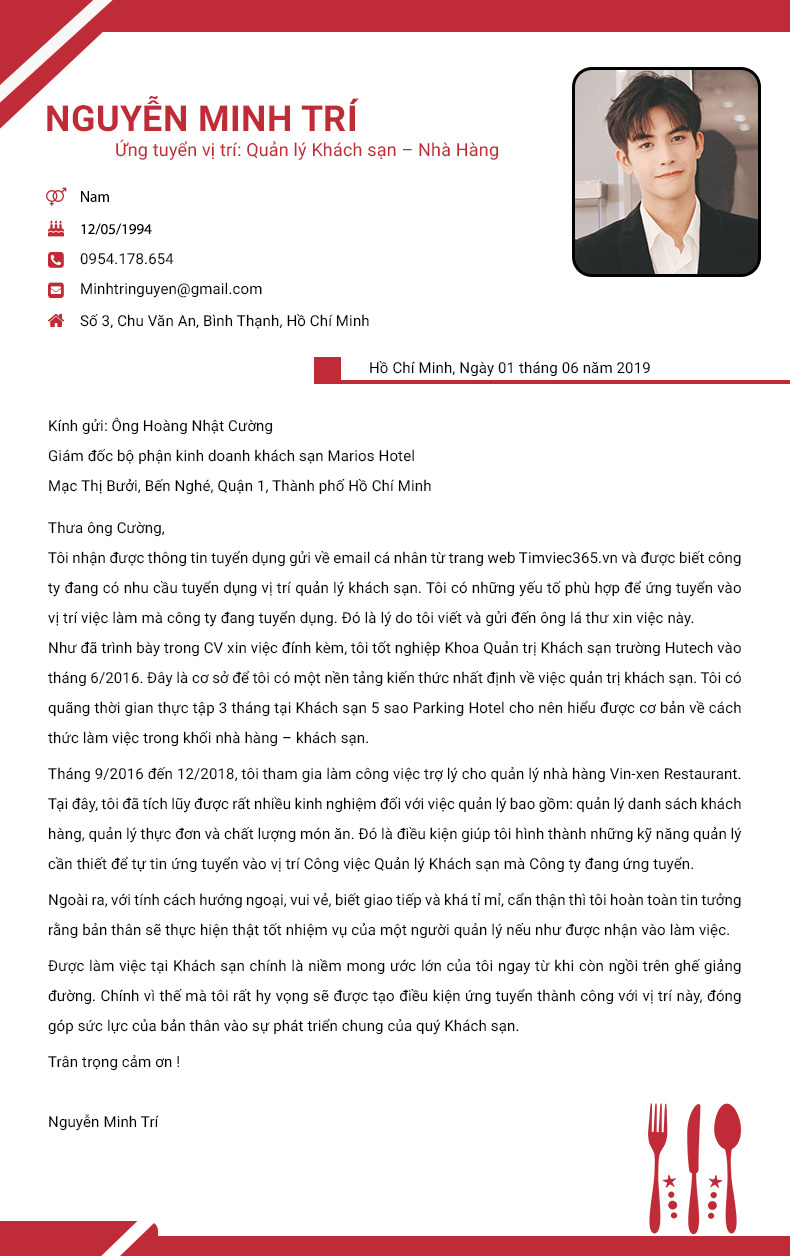 NGUYỄN MINH TRÍ
Ứng tuyển vị trí: Quản lý Khách sạn – Nhà Hàng
Nam
12/05/1994
0954.178.654
Minhtringuyen@gmail.com
Số 3, Chu Văn An, Bình Thạnh, Hồ Chí Minh
Hồ Chí Minh, Ngày 01 tháng 06 năm 2019
Kính gửi: Ông Hoàng Nhật Cường
Giám đốc bộ phận kinh doanh khách sạn Marios Hotel
Mạc Thị Bưởi, Bến Nghé, Quận 1, Thành phố Hồ Chí Minh
Thưa ông Cường,
Tôi nhận được thông tin tuyển dụng gửi về email cá nhân từ trang web Timviec365.vn và được biết công
ty đang có nhu cầu tuyển dụng vị trí quản lý khách sạn. Tôi có những yếu tố phù hợp để ứng tuyển vào
vị trí việc làm mà công ty đang tuyển dụng. Đó là lý do tôi viết và gửi đến ông lá thư xin việc này.
Như đã trình bày trong CV xin việc đính kèm, tôi tốt nghiệp Khoa Quản trị Khách sạn trường Hutech vào
tháng 6/2016. Đây là cơ sở để tôi có một nền tảng kiến thức nhất định về việc quản trị khách sạn. Tôi có
quãng thời gian thực tập 3 tháng tại Khách sạn 5 sao Parking Hotel cho nên hiểu được cơ bản về cách
thức làm việc trong khối nhà hàng – khách sạn.
Tháng 9/2016 đến 12/2018, tôi tham gia làm công việc trợ lý cho quản lý nhà hàng Vin-xen Restaurant.
Tại đây, tôi đã tích lũy được rất nhiều kinh nghiệm đối với việc quản lý bao gồm: quản lý danh sách khách
hàng, quản lý thực đơn và chất lượng món ăn. Đó là điều kiện giúp tôi hình thành những kỹ năng quản lý
cần thiết để tự tin ứng tuyển vào vị trí Công việc Quản lý Khách sạn mà Công ty đang ứng tuyển.
Ngoài ra, với tính cách hướng ngoại, vui vẻ, biết giao tiếp và khá tỉ mỉ, cẩn thận thì tôi hoàn toàn tin tưởng
rằng bản thân sẽ thực hiện thật tốt nhiệm vụ của một người quản lý nếu như được nhận vào làm việc.
Được làm việc tại Khách sạn chính là niềm mong ước lớn của tôi ngay từ khi còn ngồi trên ghế giảng
đường. Chính vì thế mà tôi rất hy vọng sẽ được tạo điều kiện ứng tuyển thành công với vị trí này, đóng
góp sức lực của bản thân vào sự phát triển chung của quý Khách sạn.
Trân trọng cảm ơn !
Nguyễn Minh Trí